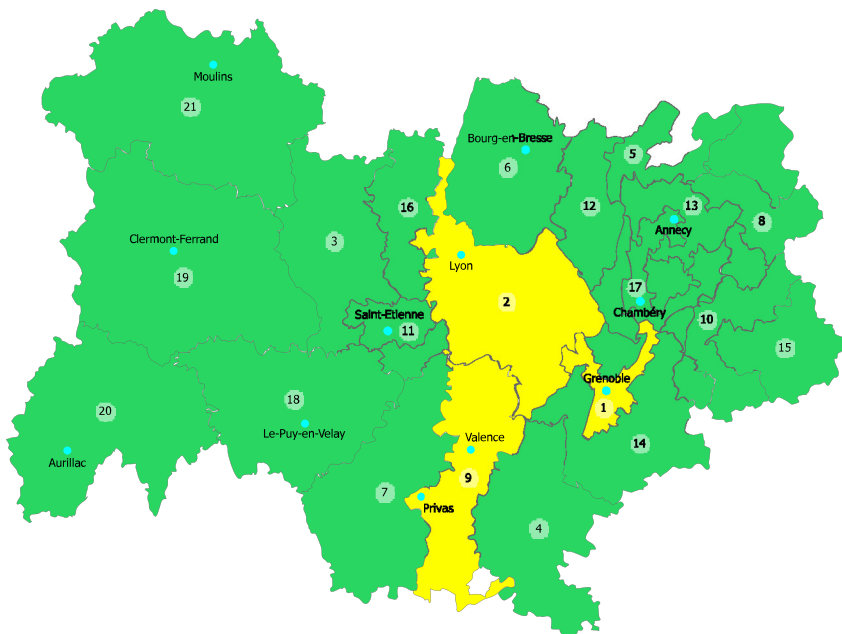 Moulins
21
Bourg-en-Bresse
6
5
16
12
13
8
Annecy
Clermont-Ferrand
3
19
Lyon
17
2
Chambéry
10
Saint-Etienne
11
15
Grenoble
18
1
20
Le-Puy-en-Velay
Valence
14
Aurillac
9
7
Privas
4